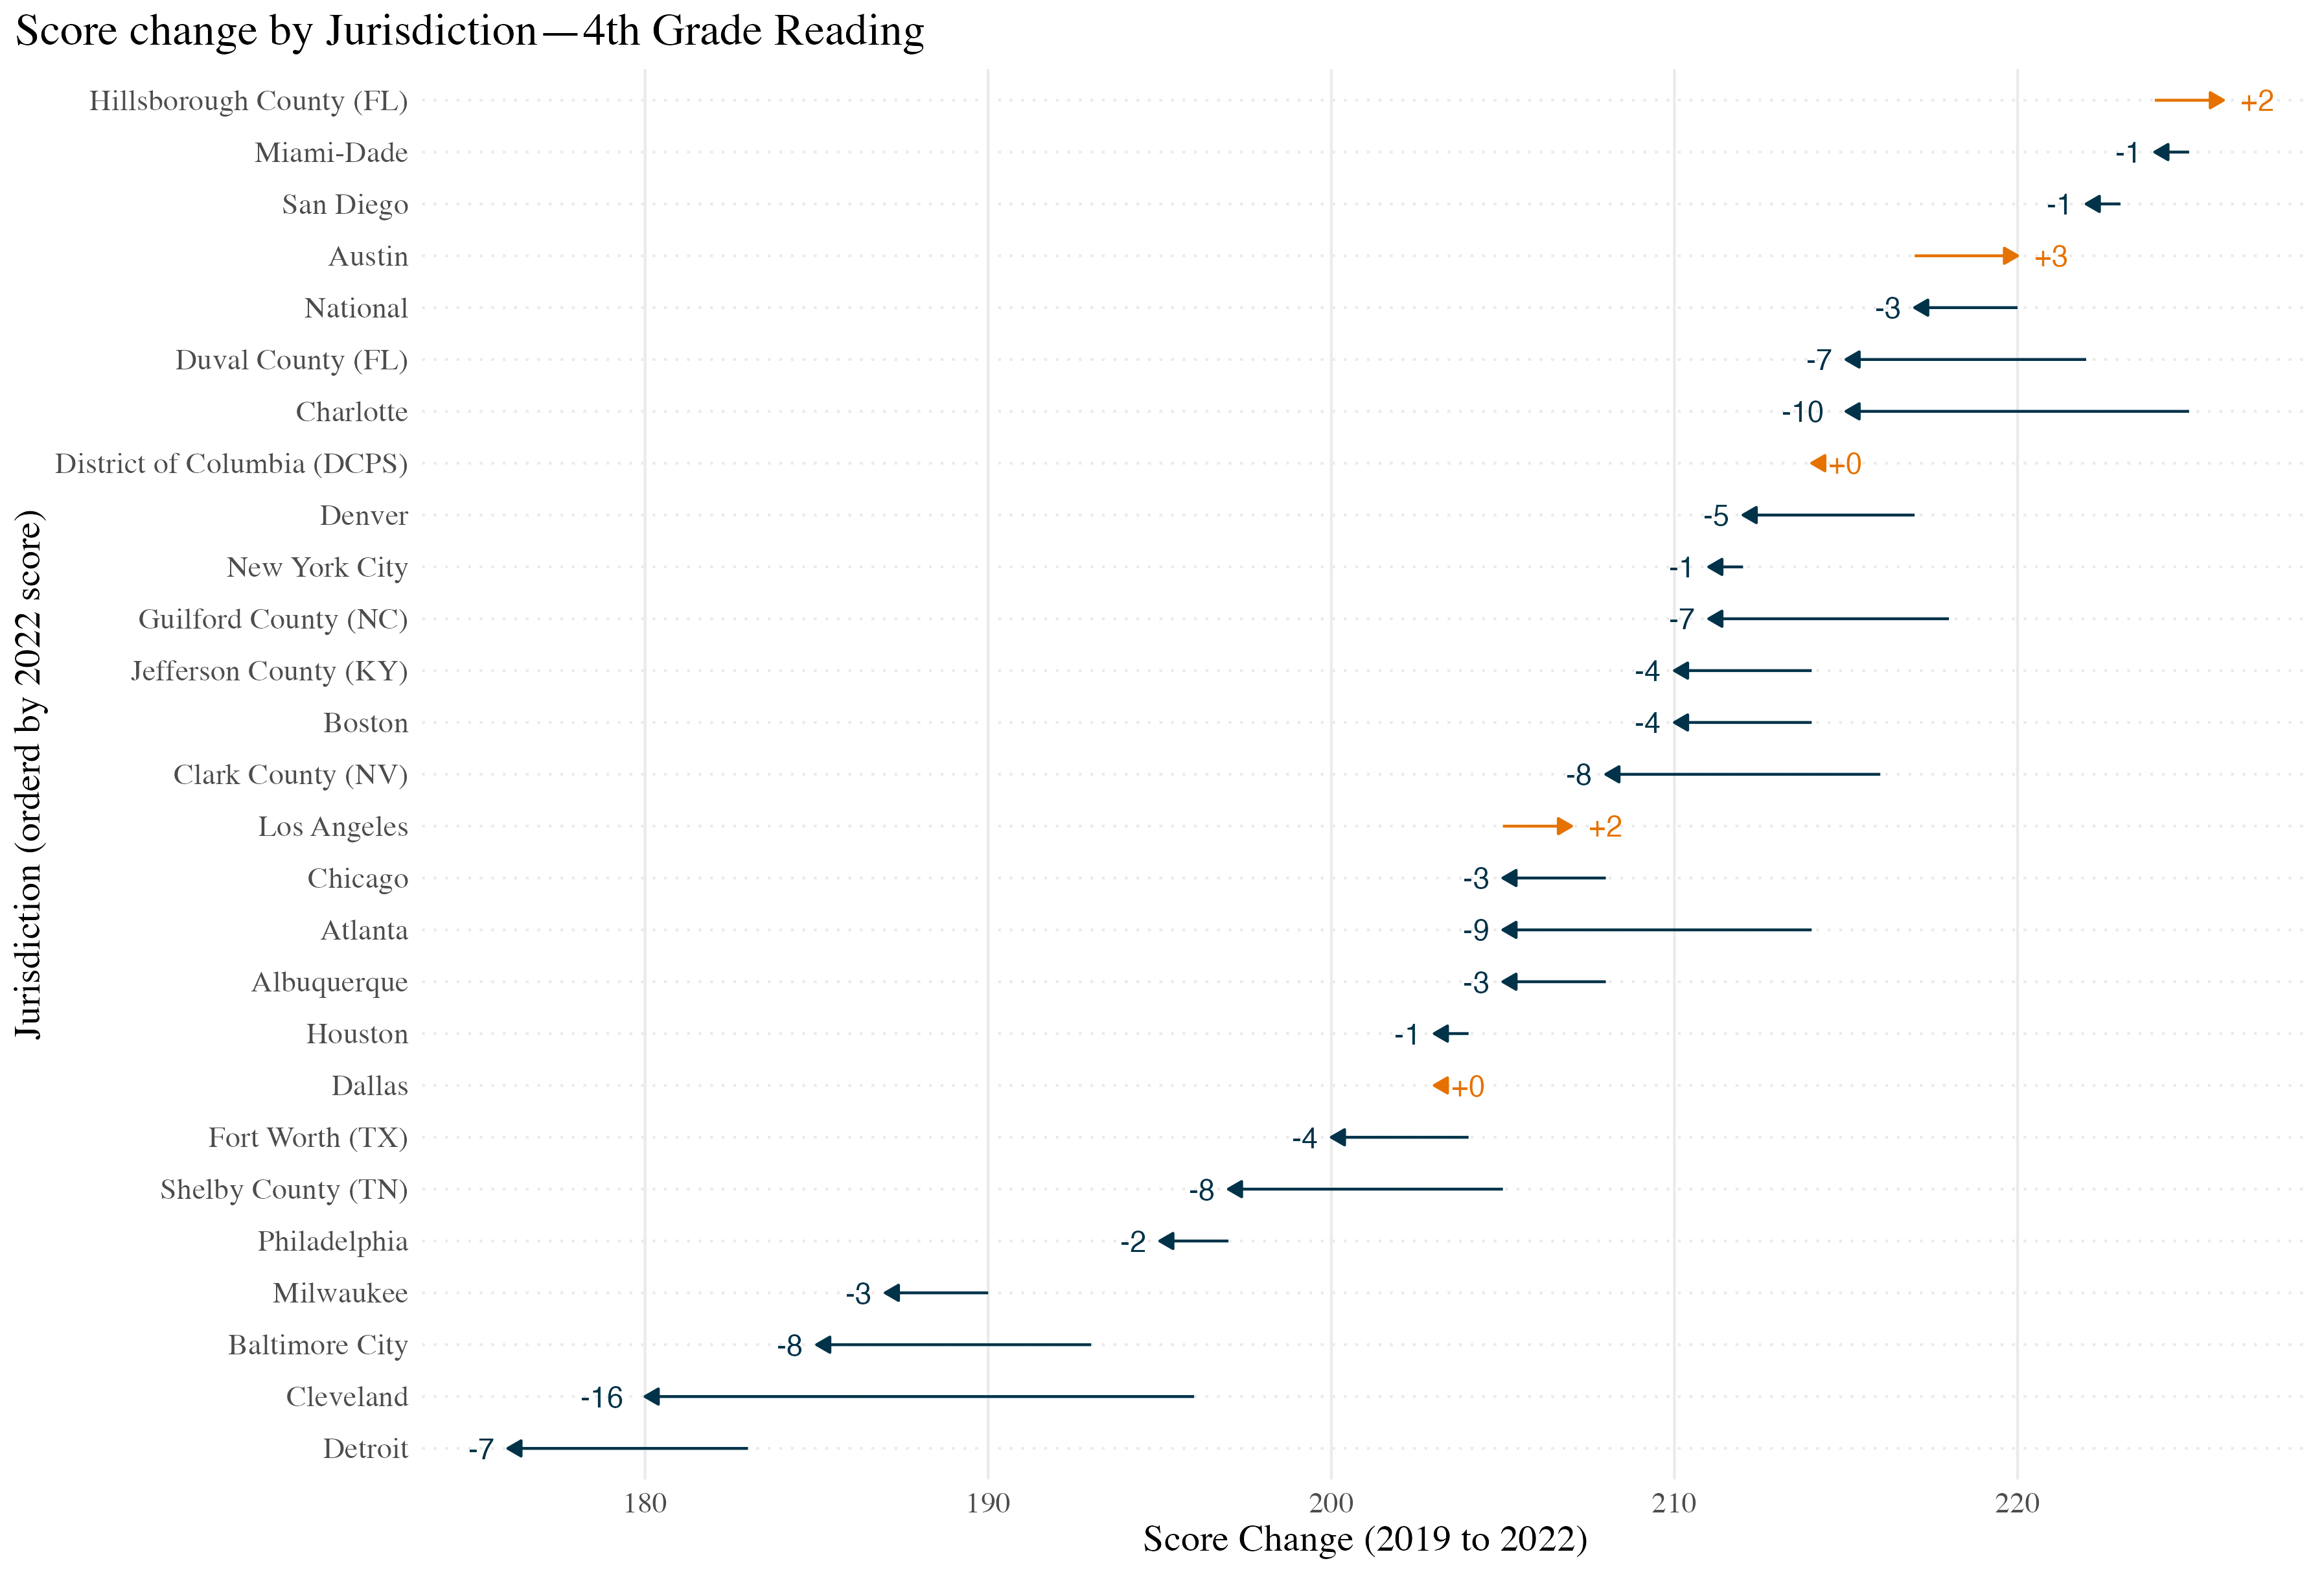 Score change by Jurisdiction—4th Grade Reading
Hillsborough County (FL) +2
Miami-Dade -1
San Diego -1
Austin +3
National -3
Duval County (FL) -7
Charlotte -10
District of Columbia (DCPS) +0
Denver -5
New York City -1
Guilford County (NC) -7
Jefferson County (KY) -4
Boston -4
Clark County (NV) -8
Los Angeles +2
Chicago -3
Atlanta -9
Albuquerque -3
Houston -1
Dallas +0
Fort Worth (TX) -4
Shelby County (TN) -8
Philadelphia -2
Milwaukee -3
Baltimore City -8
Cleveland -16
Detroit -7
Jurisdiction (orderd by 2022 score)
180 190 200 210 220
Score Change (2019 to 2022)